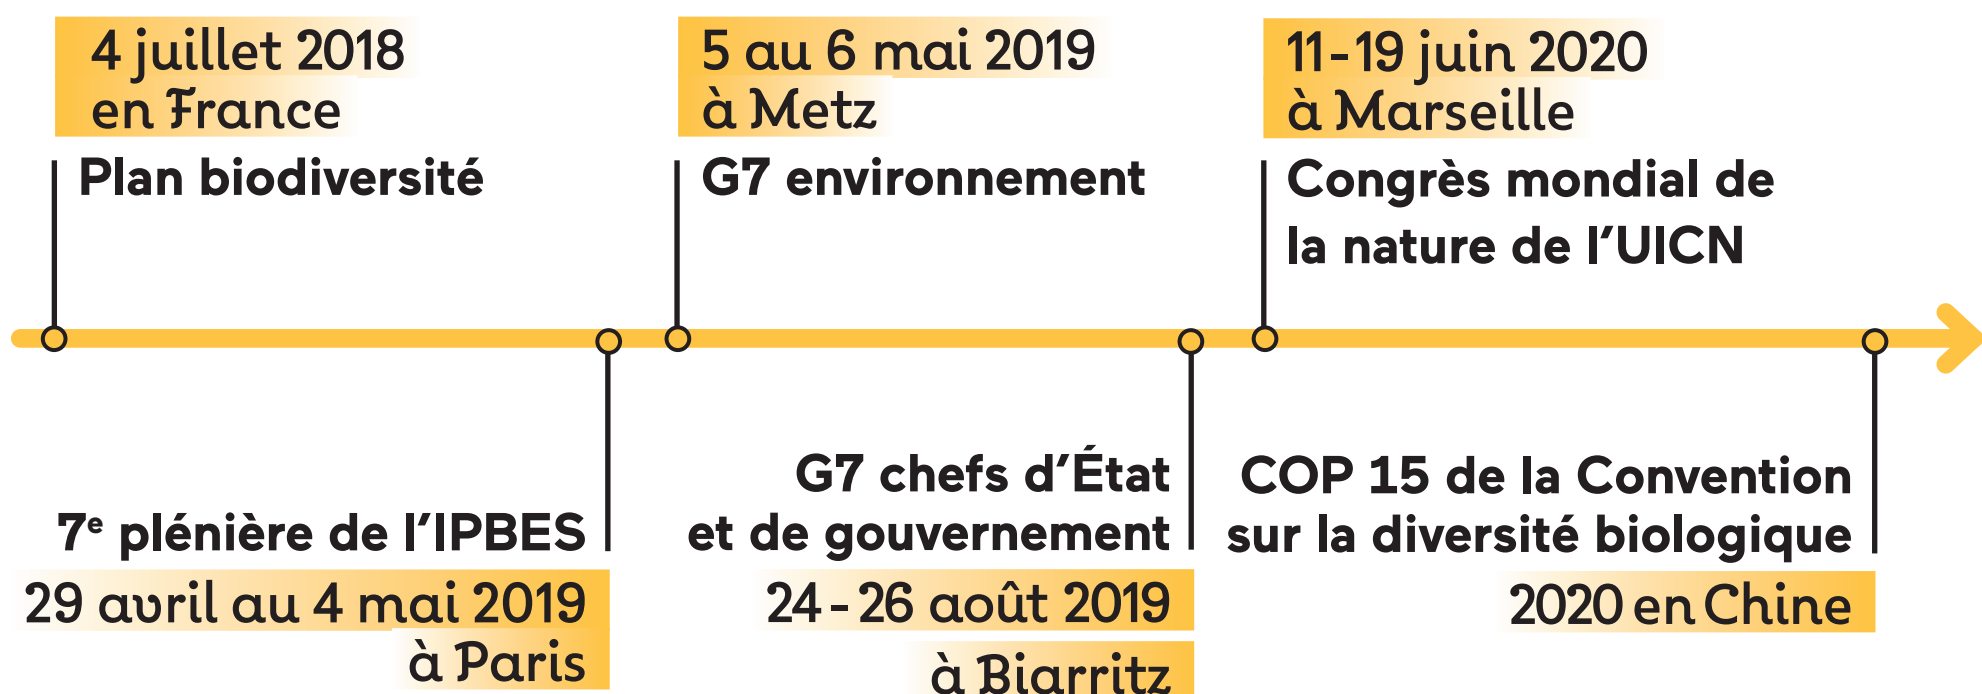 4 juillet 2018
en France
Plan biodiversité
5 au 6 mai 2019
à Metz
G7 environnement
11-19 juin 2020
à Marseille
Congrès mondial de
la nature de l’UICN
7e plénière de l’IPBES
29 avril au 4 mai 2019
à Paris
G7 chefs d’État
et de gouvernement
24-26 août 2019
à Biarritz
COP 15 de la Convention
sur la diversité biologique
2020 en Chine